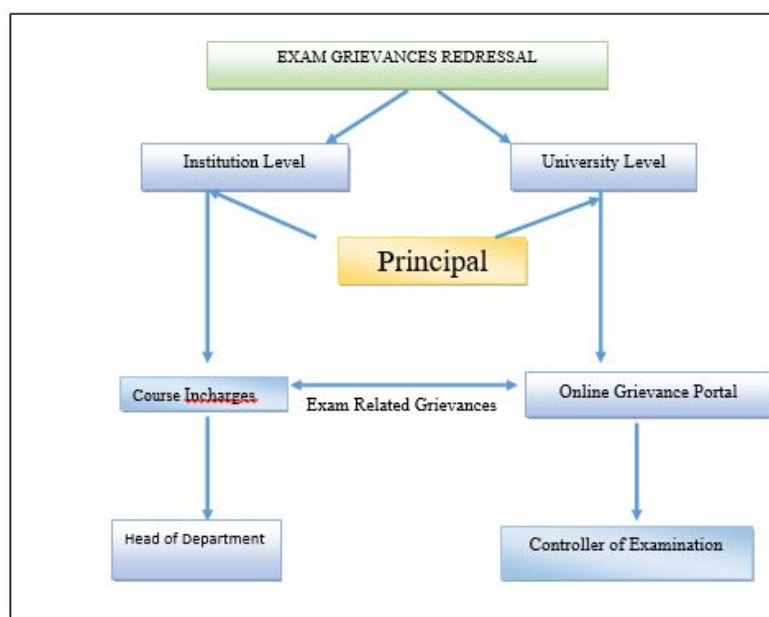 EXAM GRIEVANCES REDRESSAL
Institution Level
University Level
Principal
Course Incharges
Exam Related Grievances
Online Grievance Portal
Head of Department
Controller of Examination